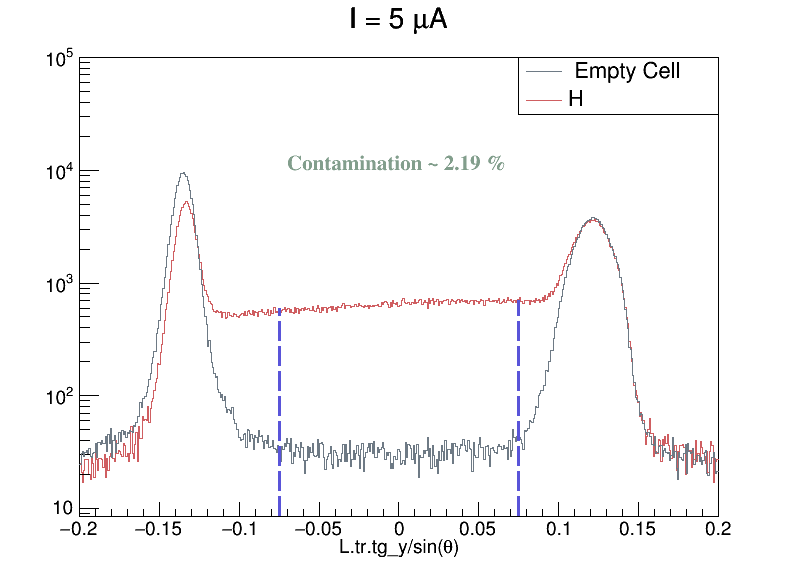 I = 5 μA
Empty Cell
H
Contamination ~ 2.19 %
10^5
10^4
10^3
10^2
10
−0.2 −0.15 −0.1 −0.05 0 0.05 0.1 0.15 0.2
L.tr.tg_y/sin(θ)